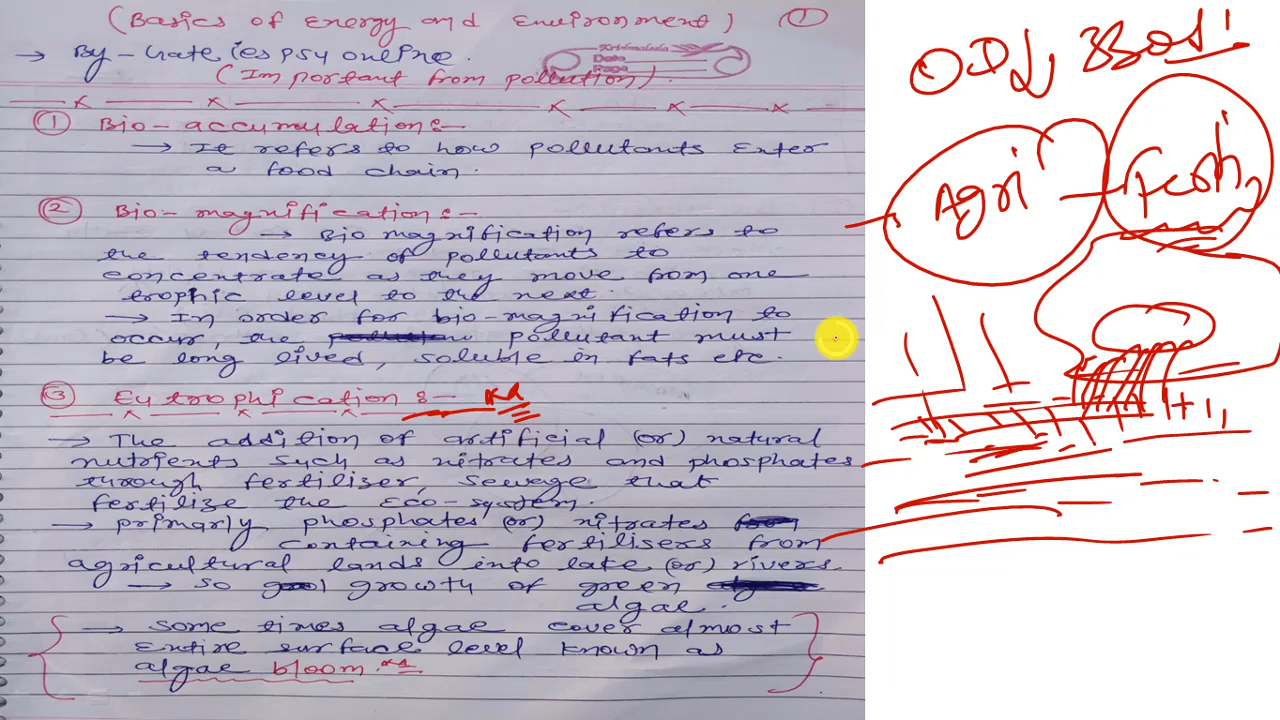 (Basics of Energy and Environment) 1
→ By - Gate ies psy online.
Krishnaleela
Date
Page
(Important from pollution).
① Bio-accumulation :-
→ It refers to how pollutants Enter
a food chain.
② Bio-magnification :-
→ Bio magnification refers to
the tendency of pollutants to
concentrate as they move from one
trophic level to the next.
→ In order for bio-magnification to
occur, the pollutant must
be long lived, soluble in fats etc.
③ Eutrophication :-
→ The addition of artificial (or) natural
nutrients such as nitrates and phosphates
through fertiliser, sewage that
fertilize the Eco-system.
→ primarly phosphates (or) nitrates
containing fertilisers from
agricultural lands into late (or) rivers.
→ so growth of green
algae.
→ some times algae cover almost
entire surface level known as
algae bloom.
Agri